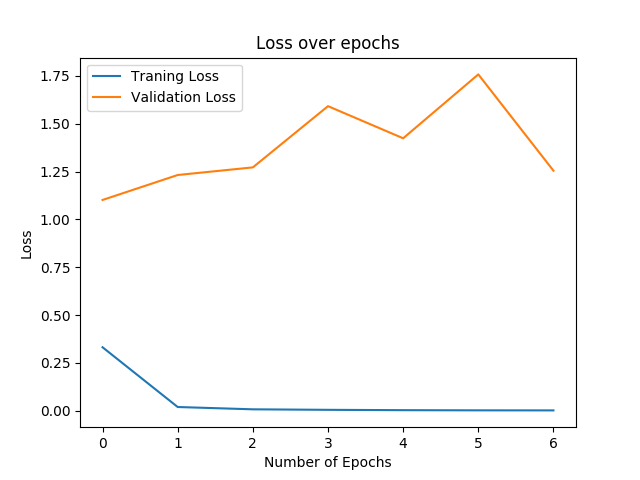 Loss over epochs
Traning Loss
Validation Loss
1.75
1.50
1.25
1.00
0.75
0.50
0.25
0.00
Loss
0 1 2 3 4 5 6
Number of Epochs